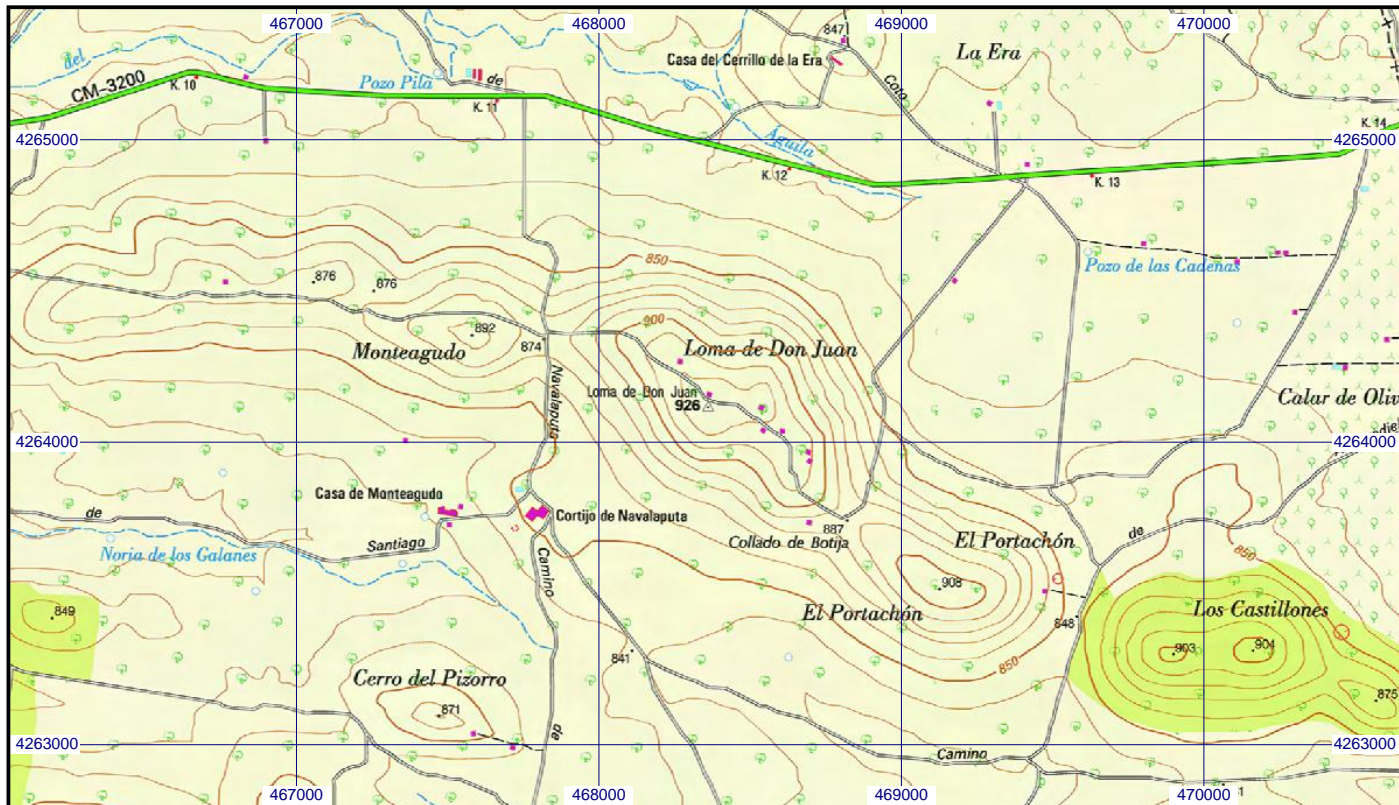 467000
468000
469000
470000
847
La Era
Casa del Cerrillo de la Era
del
CM-3200
K. 10
Pozo Pila
de
K. 11
Coto
K. 14
4265000
4265000
Aguila
K. 12
K. 13
850
Pozo de las Cadenas
876
876
900
892
874
Monteagudo
Loma de Don Juan
Navalaputa
Loma de Don Juan
926
Calar de Oliv
4264000
4264000
Casa de Monteagudo
de
Cortijo de Navalaputa
887
Collado de Botija
Santiago
Noria de los Galanes
Camino
El Portachón
de
850
908
849
El Portachón
848
Los Castillones
841
903
904
850
Cerro del Pizorro
871
875
4263000
4263000
de
Camino
467000
468000
469000
470000